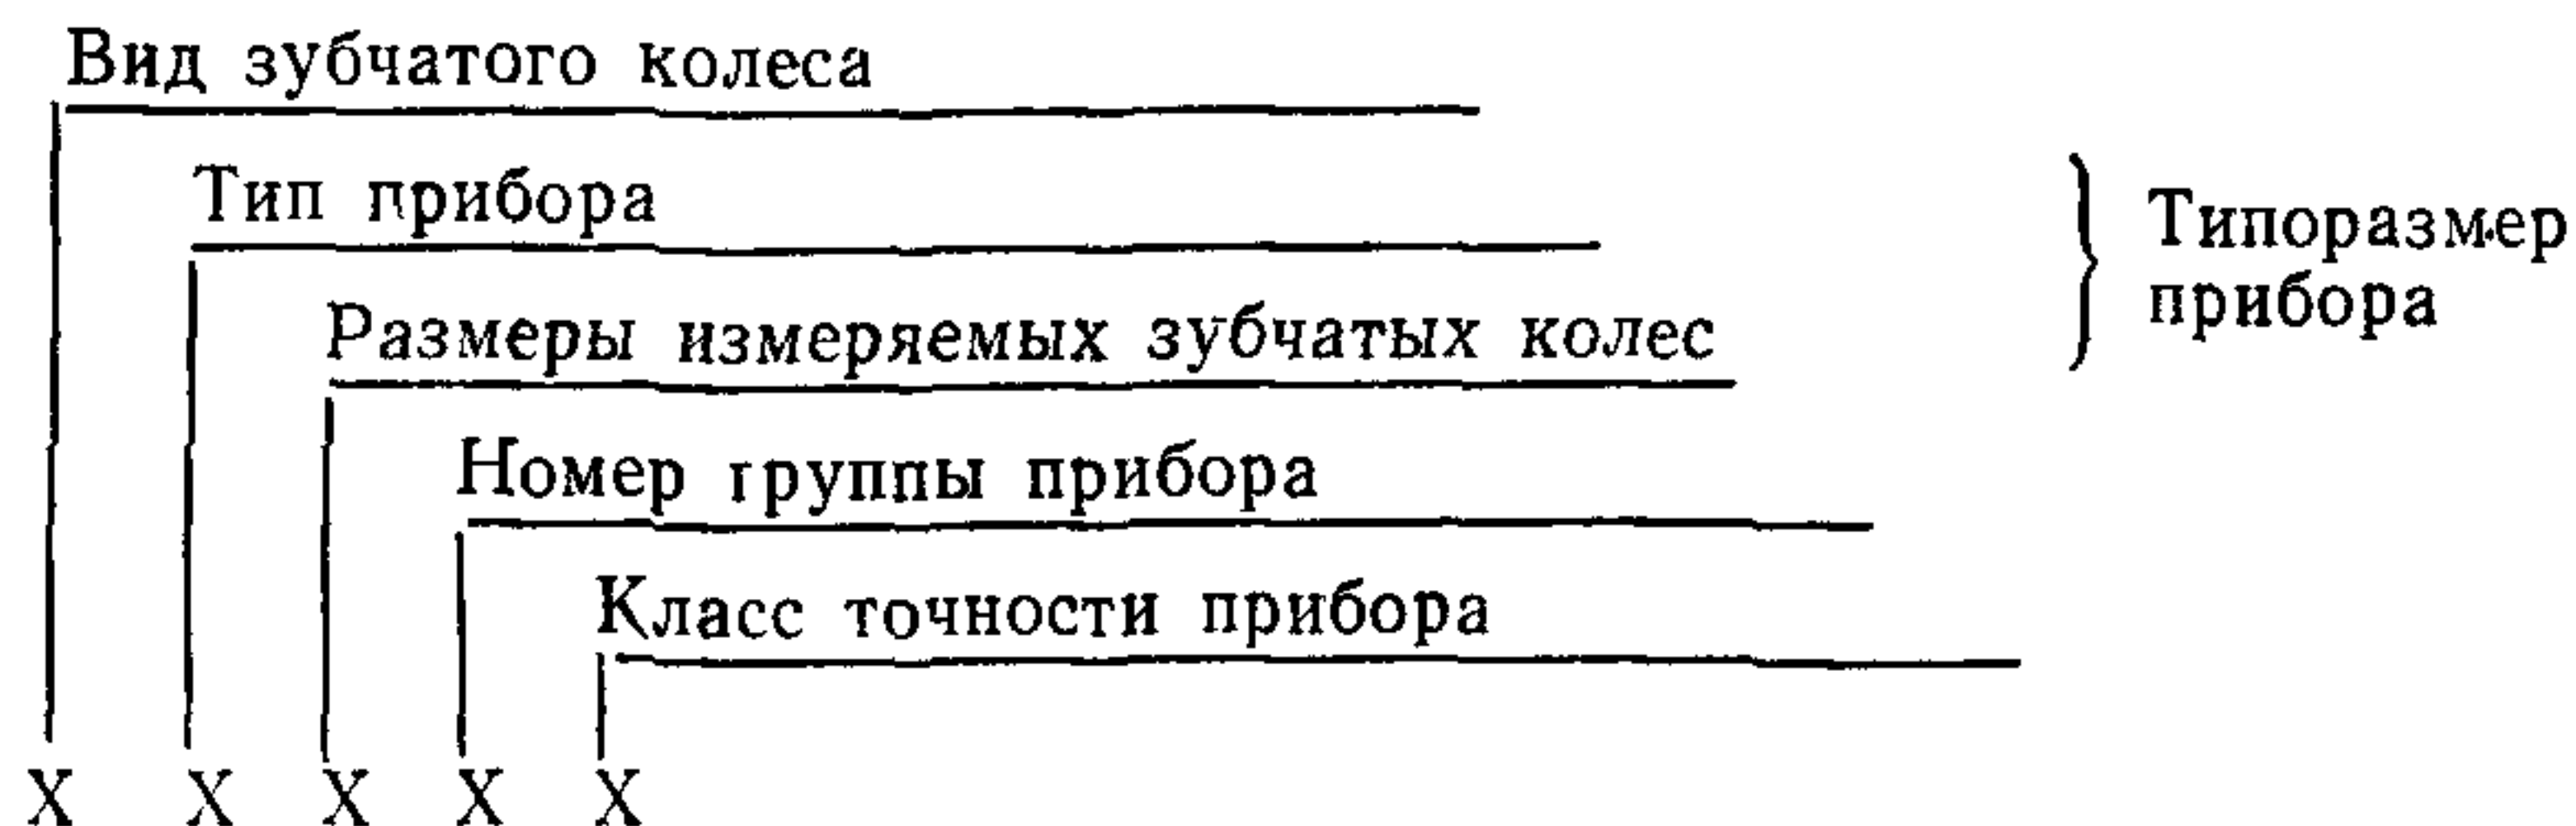 Вид зубчатого колеса
Тип прибора
Размеры измеряемых зубчатых колес
Типоразмер
прибора
Номер группы прибора
Класс точности прибора
X X X X X